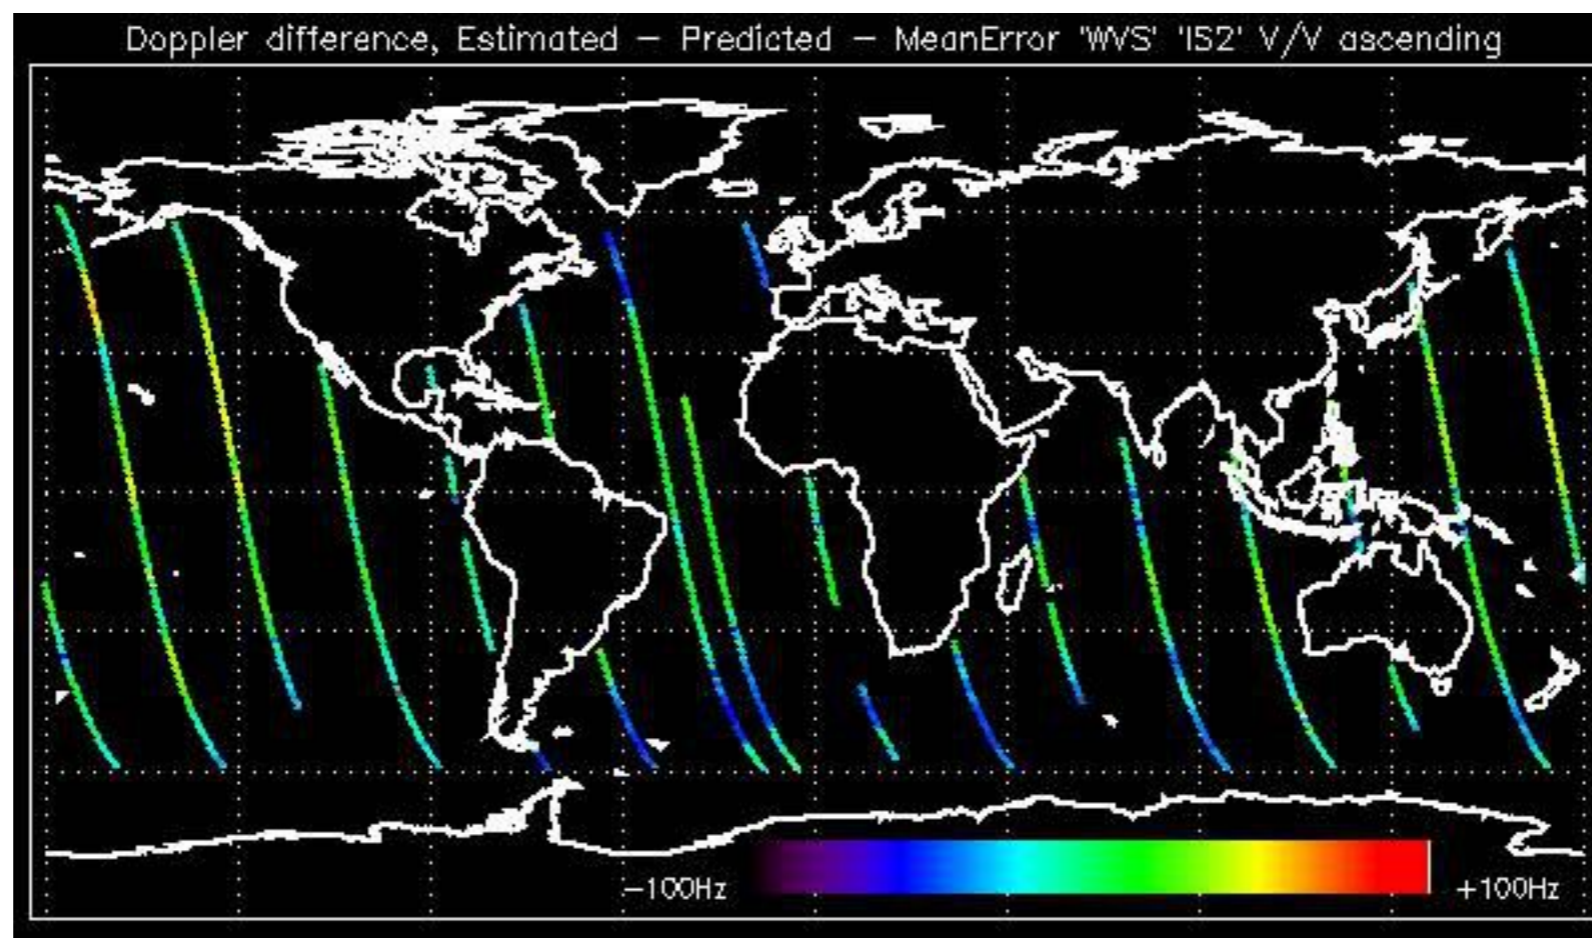 Doppler difference, Estimated — Predicted — MeanError 'WVS' 'IS2' V/V ascending
—100Hz
+100Hz